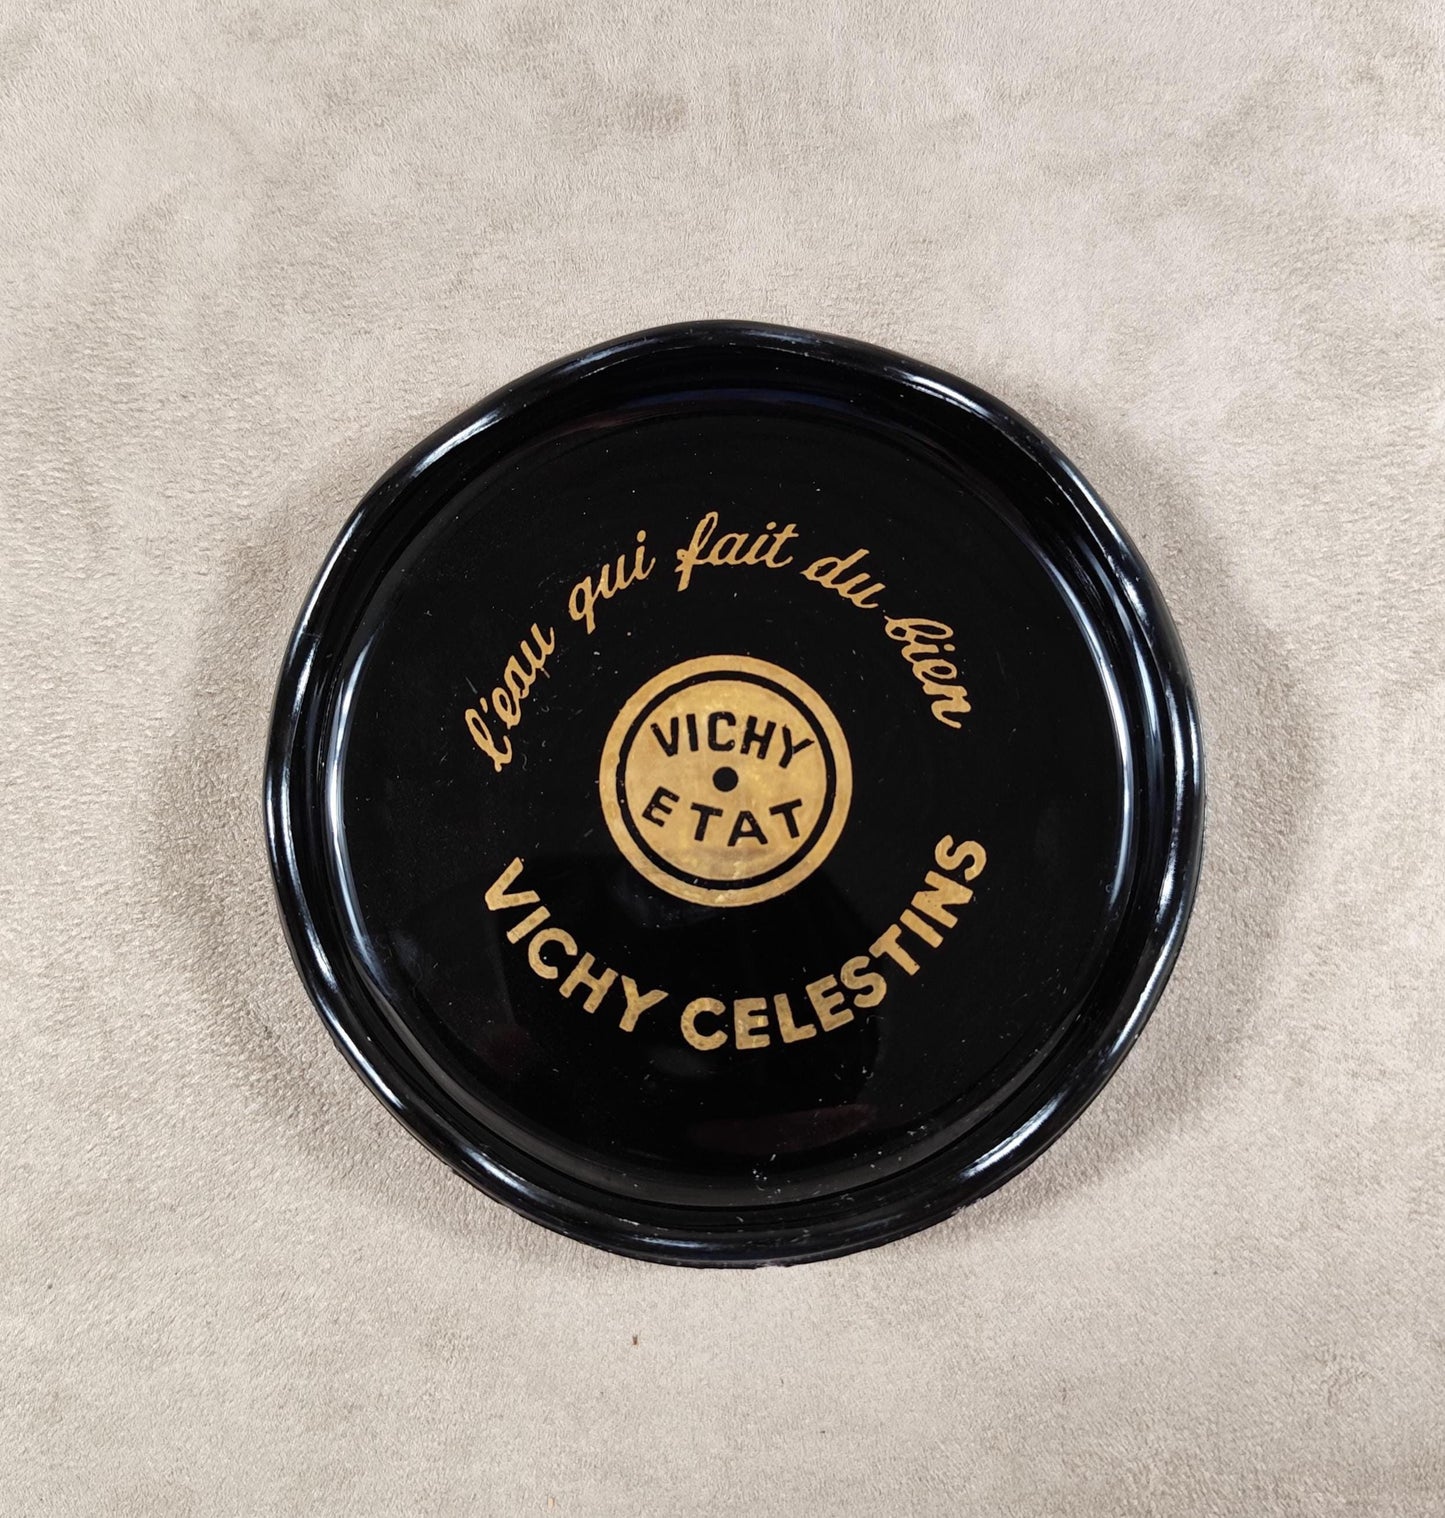 l'eau qui fait du bien
VICHY
ETAT
VICHY CELESTINS